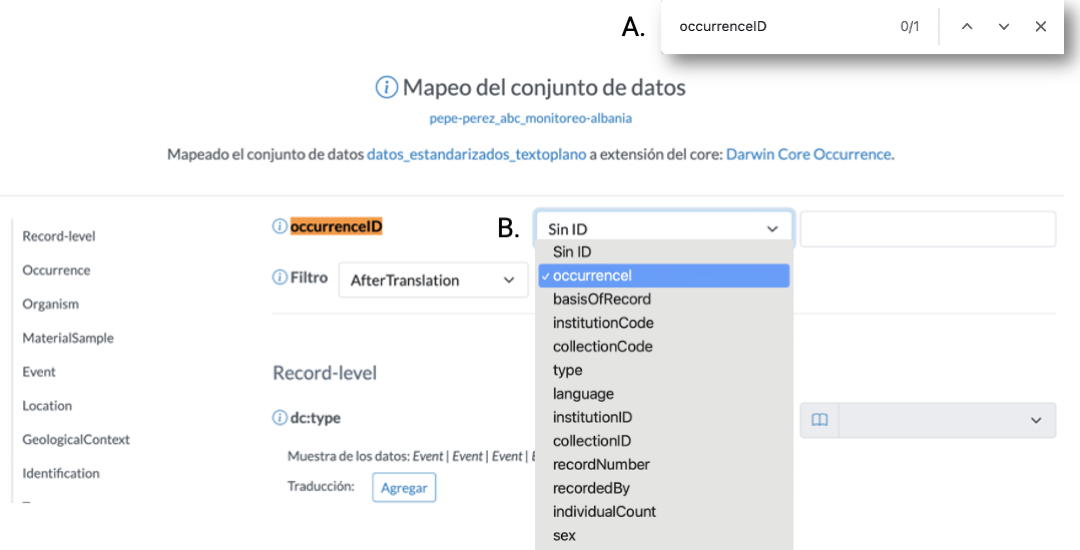 A.
occurrenceID 0/1
Mapeo del conjunto de datos
pepe-perez_abc_monitoreo-albania
Mapeado el conjunto de datos datos_estandarizados_textoplano a extensión del core: Darwin Core Occurrence.
Record-level
Occurrence
Organism
MaterialSample
Event
Location
GeologicalContext
Identification
occurrenceID
B.
Sin ID
Filtro AfterTranslation
Sin ID
occurrenceI
basisOfRecord
institutionCode
collectionCode
type
language
institutionID
collectionID
recordNumber
recordedBy
individualCount
sex
Record-level
dc:type
Muestra de los datos: Event | Event | Event |
Traducción: Agregar